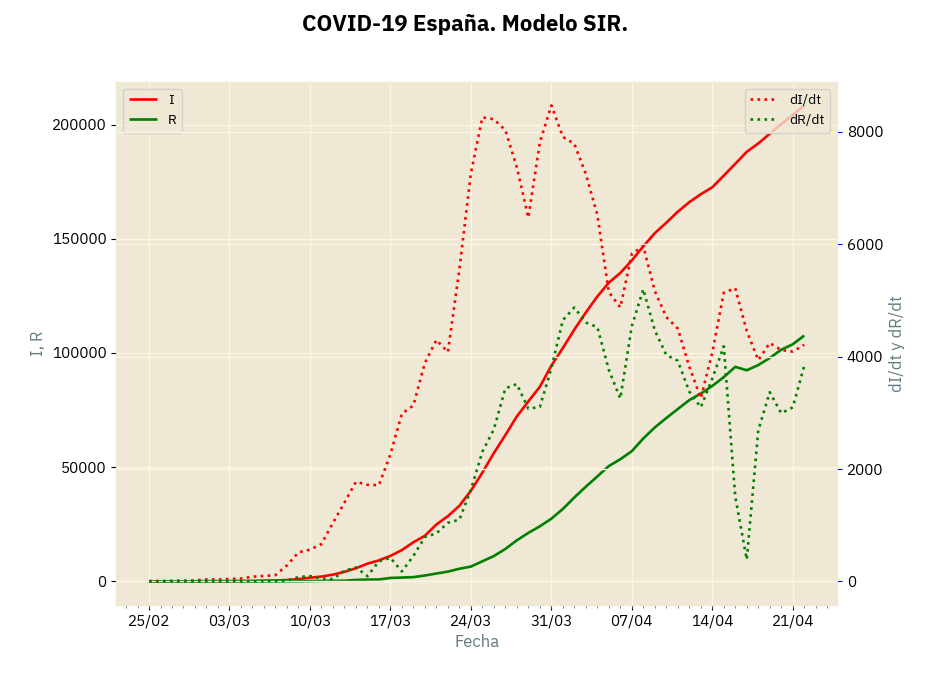 COVID-19 España. Modelo SIR.
I
R
dI/dt
dR/dt
200000
150000
100000
50000
0
I, R
8000
6000
4000
2000
0
dI/dt y dR/dt
25/02 03/03 10/03 17/03 24/03 31/03 07/04 14/04 21/04
Fecha